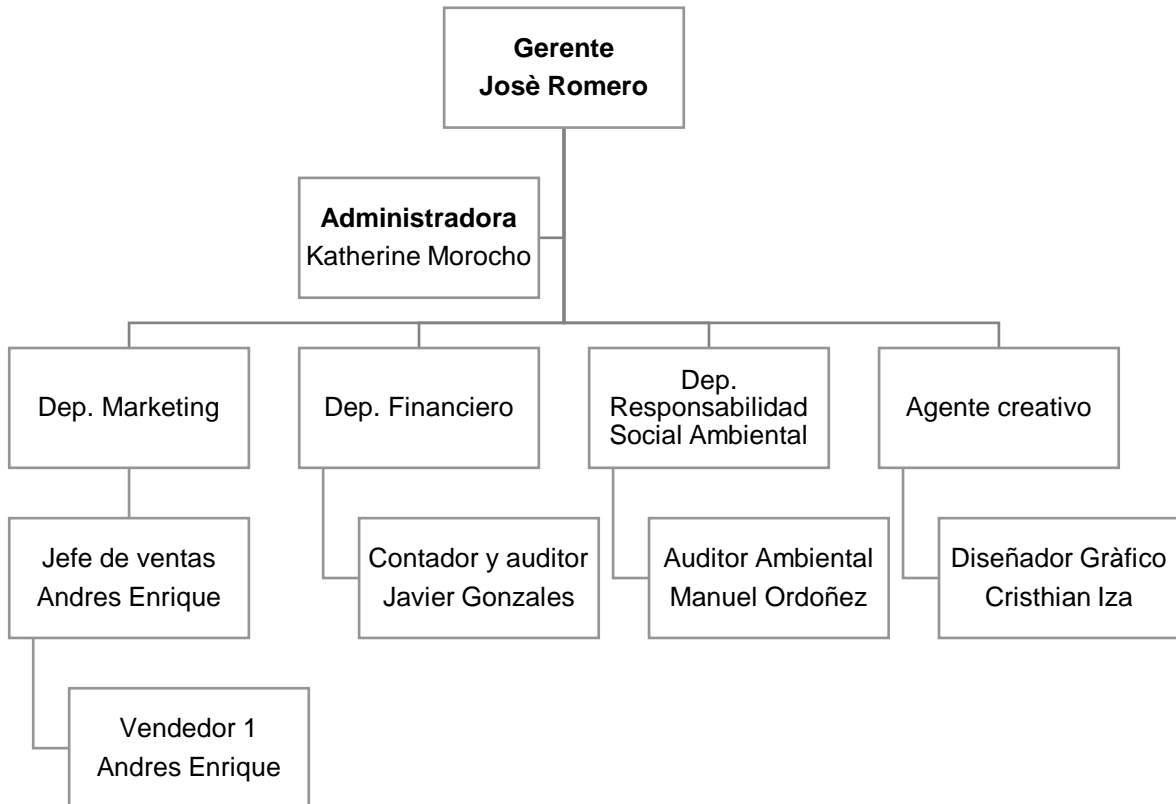 Gerente
Josè Romero
Administradora
Katherine Morocho
Dep. Marketing
Dep. Financiero
Dep.
Responsabilidad
Social Ambiental
Agente creativo
Jefe de ventas
Andres Enrique
Contador y auditor
Javier Gonzales
Auditor Ambiental
Manuel Ordoñez
Diseñador Gràfico
Cristhian Iza
Vendedor 1
Andres Enrique